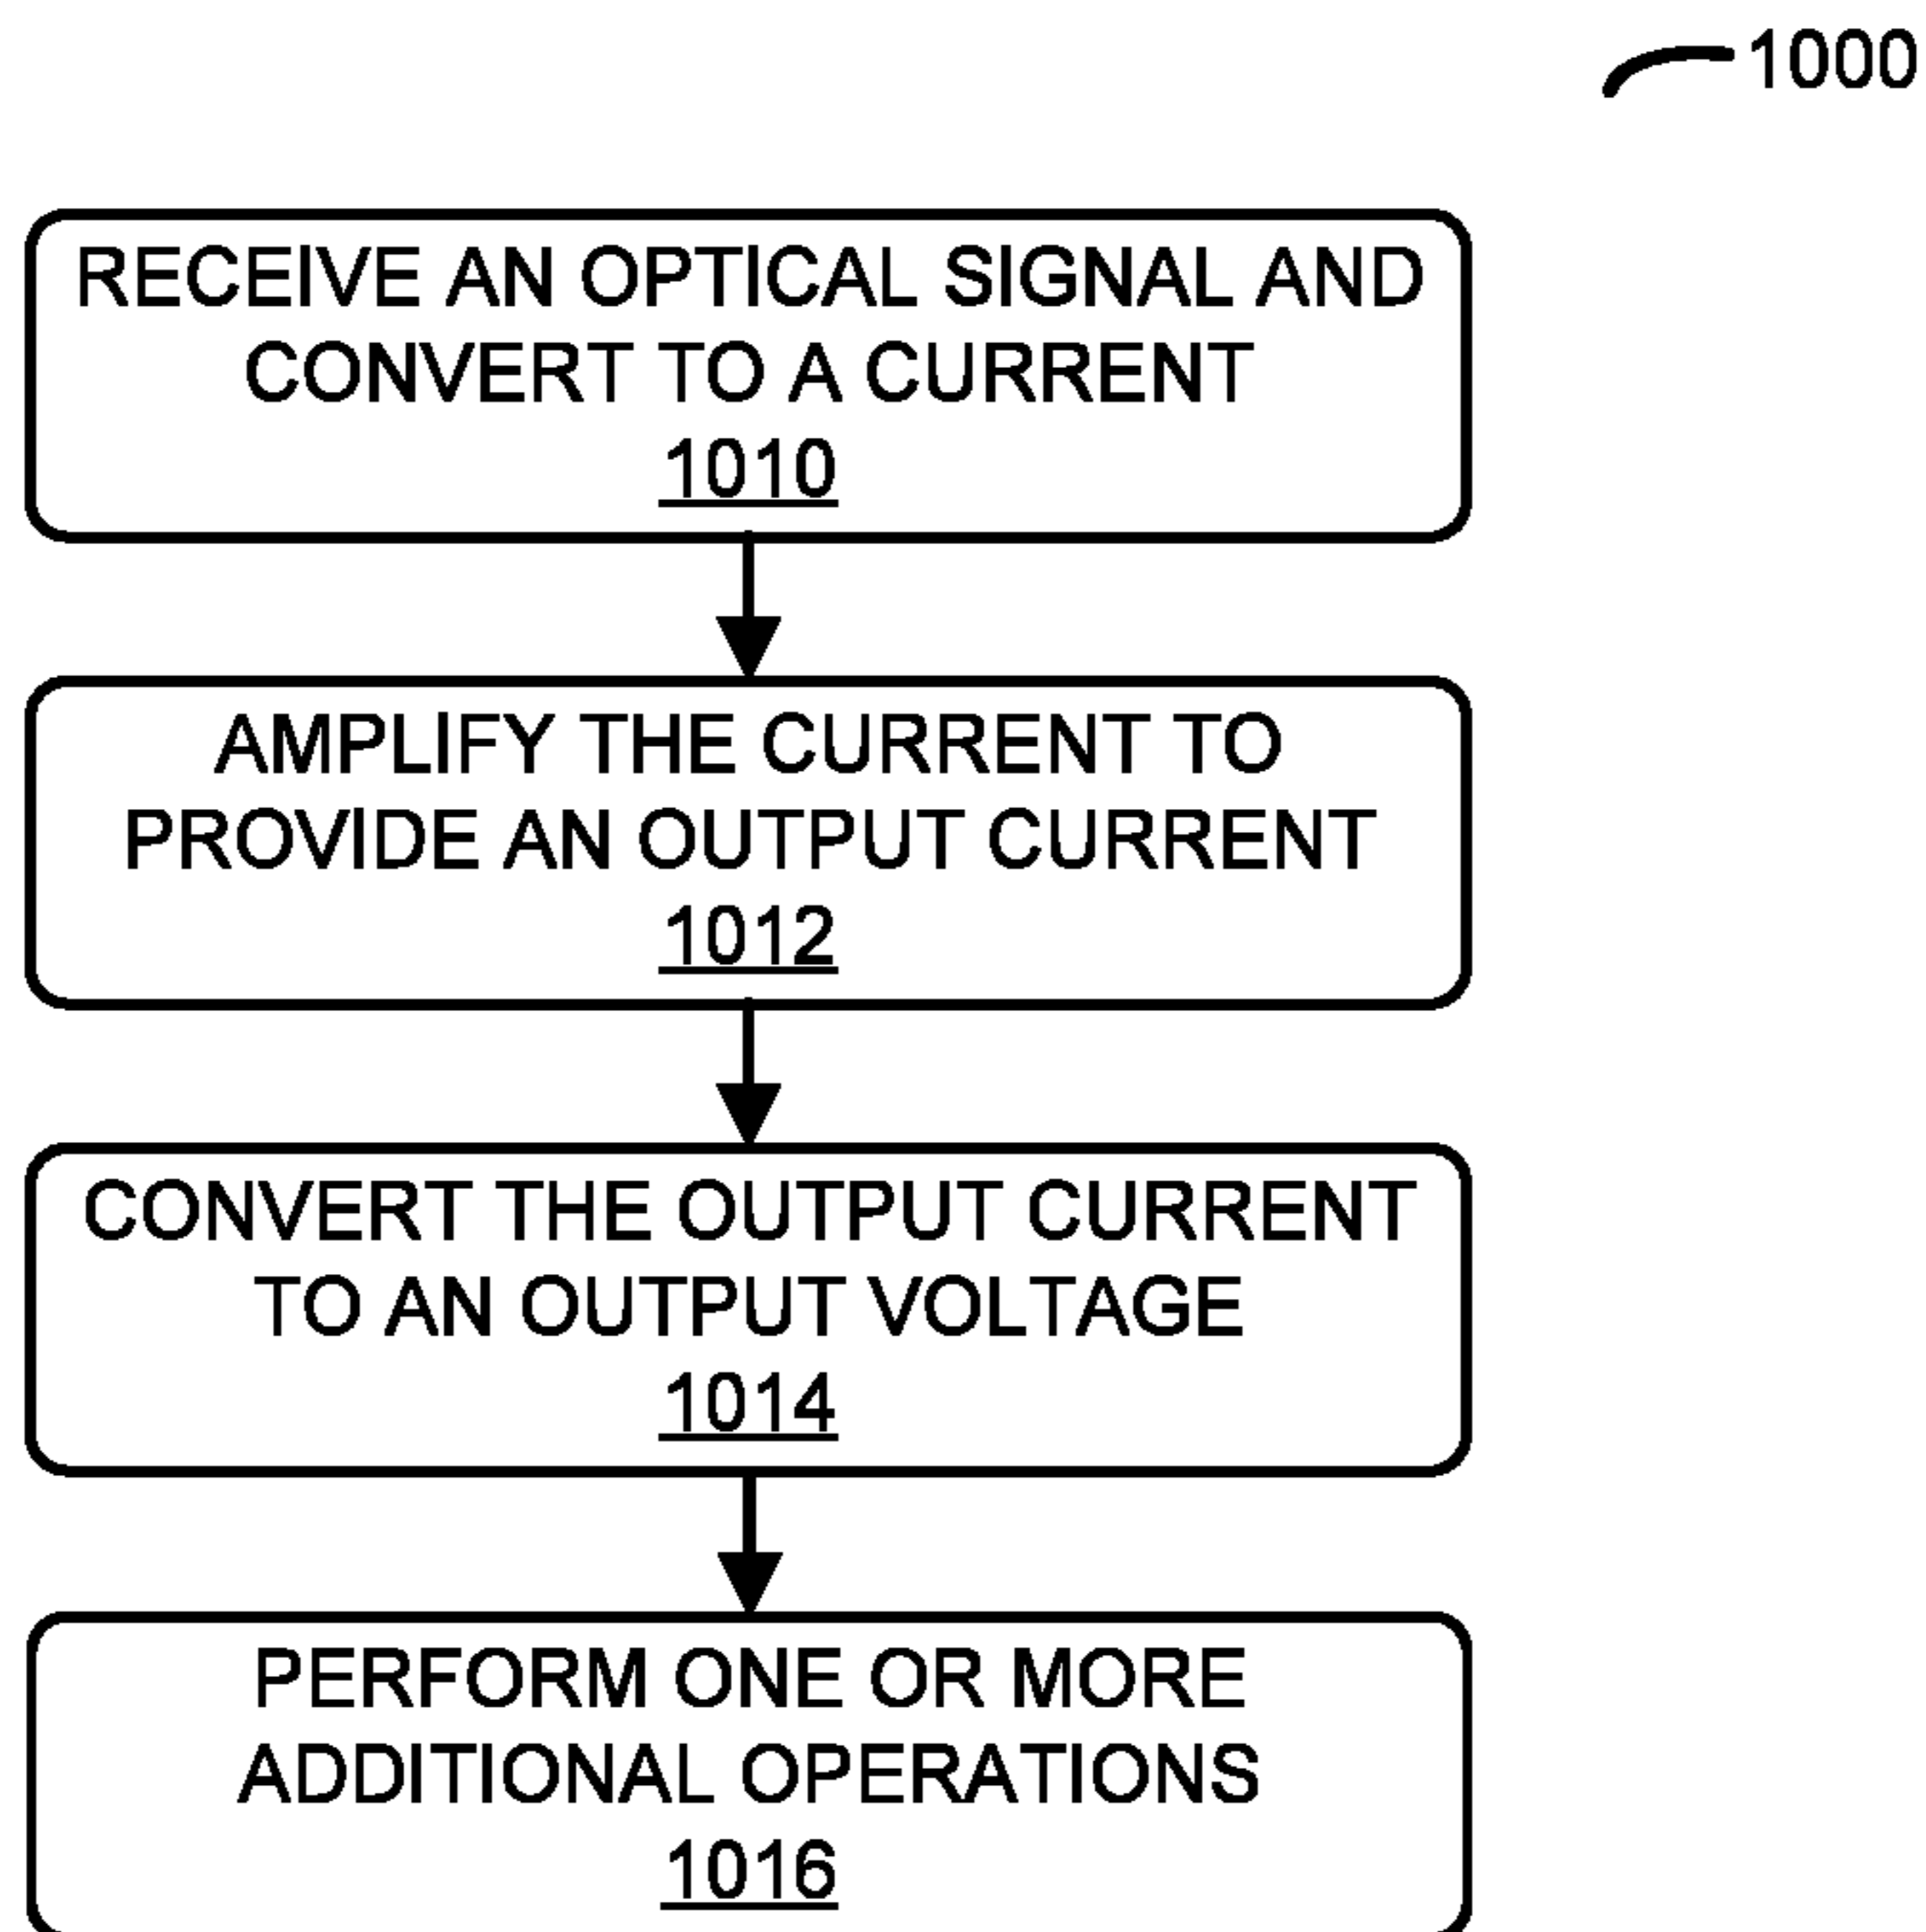 1000
RECEIVE AN OPTICAL SIGNAL AND
CONVERT TO A CURRENT
1010
AMPLIFY THE CURRENT TO
PROVIDE AN OUTPUT CURRENT
1012
CONVERT THE OUTPUT CURRENT
TO AN OUTPUT VOLTAGE
1014
PERFORM ONE OR MORE
ADDITIONAL OPERATIONS
1016